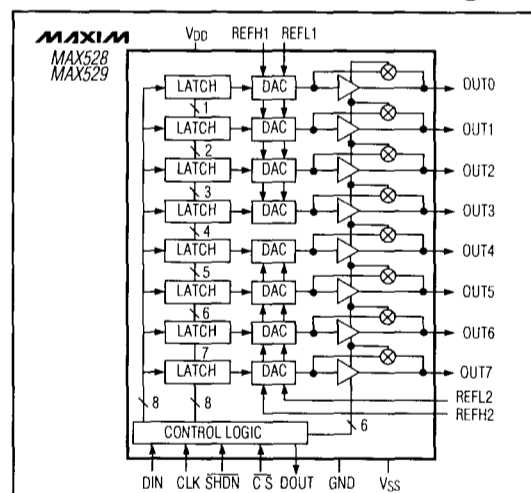 MAXIM
MAX528
MAX529
VDD REFH1 REFL1
LATCH DAC OUT0
1
LATCH DAC OUT1
2
LATCH DAC OUT2
3
LATCH DAC OUT3
4
LATCH DAC OUT4
5
LATCH DAC OUT5
6
LATCH DAC OUT6
7
LATCH DAC OUT7
REFL2
8 8 REFH2
6
CONTROL LOGIC
DIN CLK SHDN CS DOUT GND VSS